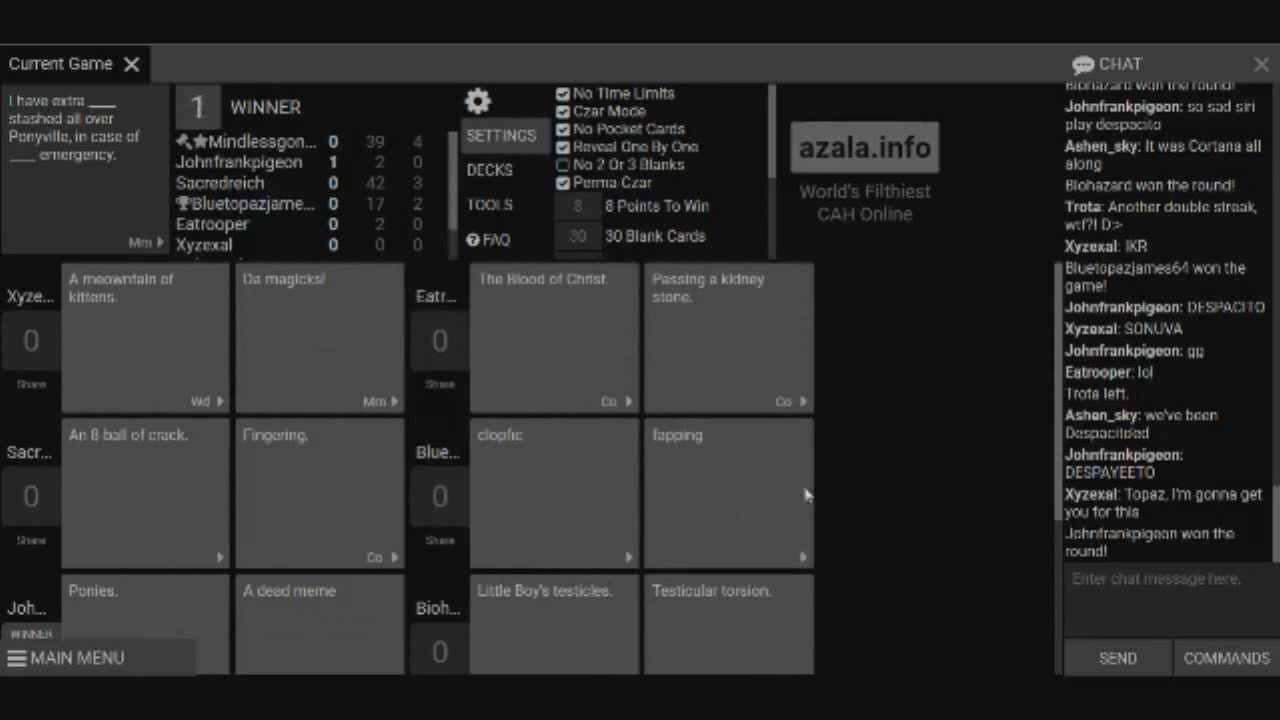 Current Game
CHAT
I have extra ____
stashed all over
Ponyville, in case of
____ emergency.
Mm
1 WINNER
Mindlessgon... 0 39 4
Johnfrankpigeon 1 2 0
Sacredreich 0 42 3
Bluetopazjame... 0 17 2
Eatrooper 0 2 0
Xyzexal 0 0 0
SETTINGS
DECKS
TOOLS
FAQ
No Time Limits
Czar Mode
No Pocket Cards
Reveal One By One
No 2 Or 3 Blanks
Perma Czar
8 8 Points To Win
30 30 Blank Cards
azala.info
World's Filthiest
CAH Online
Xyze...
0
Share
A meowntain of
kittens.
Wd
Da magicks!
Mm
Eatr...
0
Share
The Blood of Christ.
Co
Passing a kidney
stone.
Co
Sacr...
0
Share
An 8-ball of crack.
Fingering.
Co
Blue...
0
Share
clopfic
fapping
Joh...
WINNER
Ponies.
A dead meme
Bioh...
0
Little Boy's testicles.
Testicular torsion.
MAIN MENU
Biohazard won the round!
Johnfrankpigeon: so sad siri
play despacito
Ashen_sky: It was Cortana all
along
Biohazard won the round!
Trota: Another double streak,
wtf?! D:>
Xyzexal: IKR
Bluetopazjames64 won the
game!
Johnfrankpigeon: DESPACITO
Xyzexal: SONUVA
Johnfrankpigeon: gg
Eatrooper: lol
Trota left.
Ashen_sky: we've been
Despacito'ed
Johnfrankpigeon:
DESPAYEETO
Xyzexal: Topaz, I'm gonna get
you for this
Johnfrankpigeon won the
round!
Enter chat message here.
SEND
COMMANDS